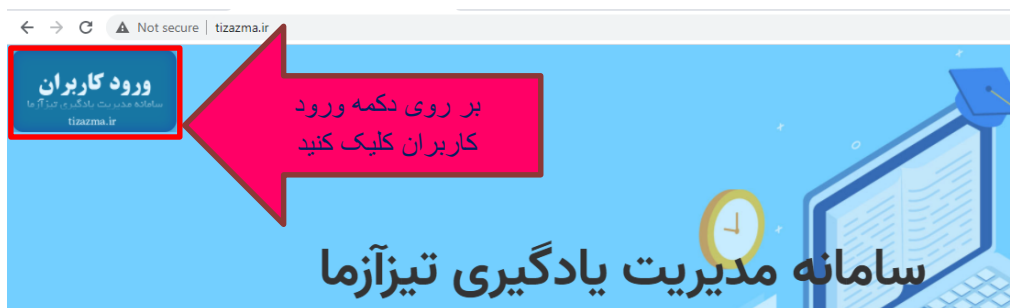 Not secure | tizazma.ir
ورود کاربران
سامانه مدیریت یادگیری تیزآزما
tizazma.ir
بر روی دکمه ورود
کاربران کلیک کنید
سامانه مدیریت یادگیری تیزآزما